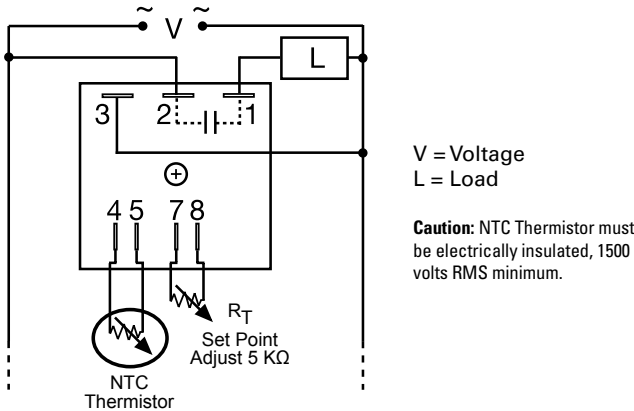 ~ V ~
L
3 2 1
V = Voltage
L = Load
4 5 7 8
Caution: NTC Thermistor must
be electrically insulated, 1500
volts RMS minimum.
RT
Set Point
Adjust 5 KΩ
NTC
Thermistor